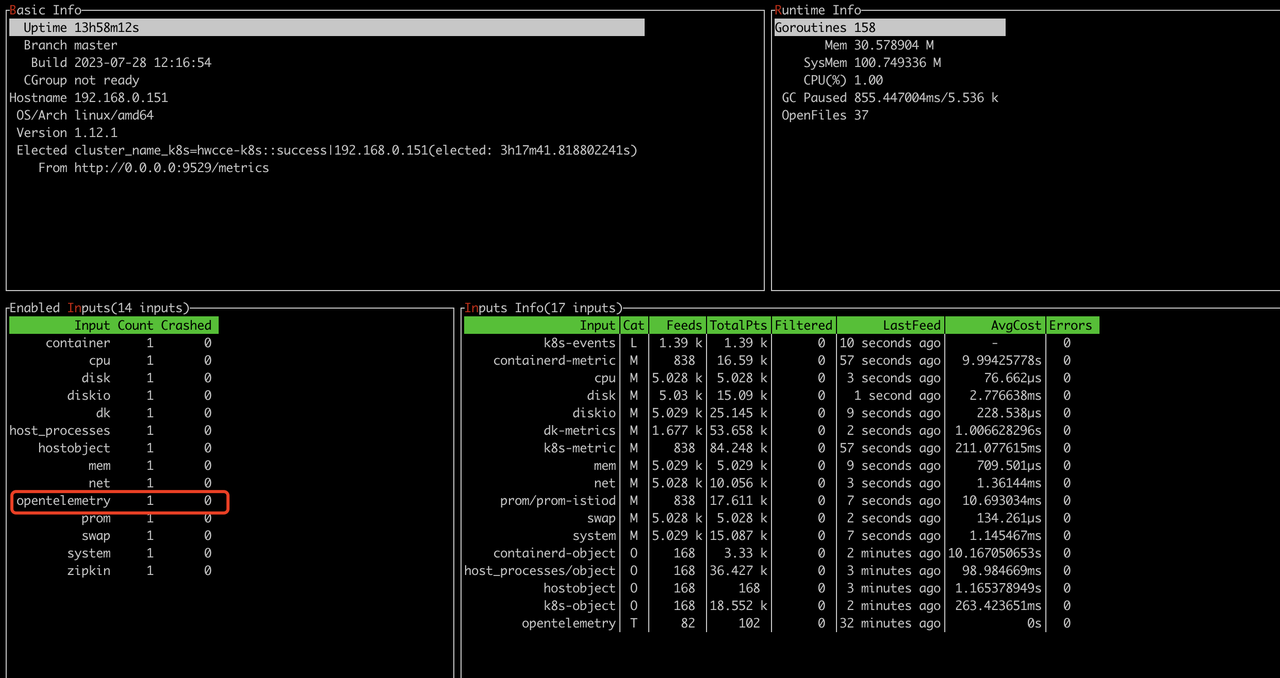 Basic Info
Uptime 13h58m12s
Branch master
Build 2023-07-28 12:16:54
CGroup not ready
Hostname 192.168.0.151
OS/Arch linux/amd64
Version 1.12.1
Elected cluster_name_k8s=hwcce-k8s::success|192.168.0.151(elected: 3h17m41.818802241s)
From http://0.0.0.0:9529/metrics
Runtime Info
Goroutines 158
Mem 30.578904 M
SysMem 100.749336 M
CPU(%) 1.00
GC Paused 855.447004ms/5.536 k
OpenFiles 37
Enabled Inputs(14 inputs)
Input Count Crashed
container 1 0
cpu 1 0
disk 1 0
diskio 1 0
dk 1 0
host_processes 1 0
hostobject 1 0
mem 1 0
net 1 0
opentelemetry 1 0
prom 1 0
swap 1 0
system 1 0
zipkin 1 0
Inputs Info(17 inputs)
Input Cat Feeds TotalPts Filtered LastFeed AvgCost Errors
k8s-events L 1.39 k 1.39 k 0 10 seconds ago - 0
containerd-metric M 838 16.59 k 0 57 seconds ago 9.99425778s 0
cpu M 5.028 k 5.028 k 0 3 seconds ago 76.662µs 0
disk M 5.03 k 15.09 k 0 1 second ago 2.776638ms 0
diskio M 5.029 k 25.145 k 0 9 seconds ago 228.538µs 0
dk-metrics M 1.677 k 53.658 k 0 2 seconds ago 1.006628296s 0
k8s-metric M 838 84.248 k 0 57 seconds ago 211.077615ms 0
mem M 5.029 k 5.029 k 0 9 seconds ago 709.501µs 0
net M 5.028 k 10.056 k 0 3 seconds ago 1.36144ms 0
prom/prom-istiod M 838 17.611 k 0 7 seconds ago 10.693034ms 0
swap M 5.028 k 5.028 k 0 2 seconds ago 134.261µs 0
system M 5.029 k 15.087 k 0 7 seconds ago 1.145467ms 0
containerd-object O 168 3.33 k 0 2 minutes ago 10.167050653s 0
host_processes/object O 168 36.427 k 0 3 minutes ago 98.984669ms 0
hostobject O 168 168 0 3 minutes ago 1.165378949s 0
k8s-object O 168 18.552 k 0 2 minutes ago 263.423651ms 0
opentelemetry T 82 102 0 32 minutes ago 0s 0